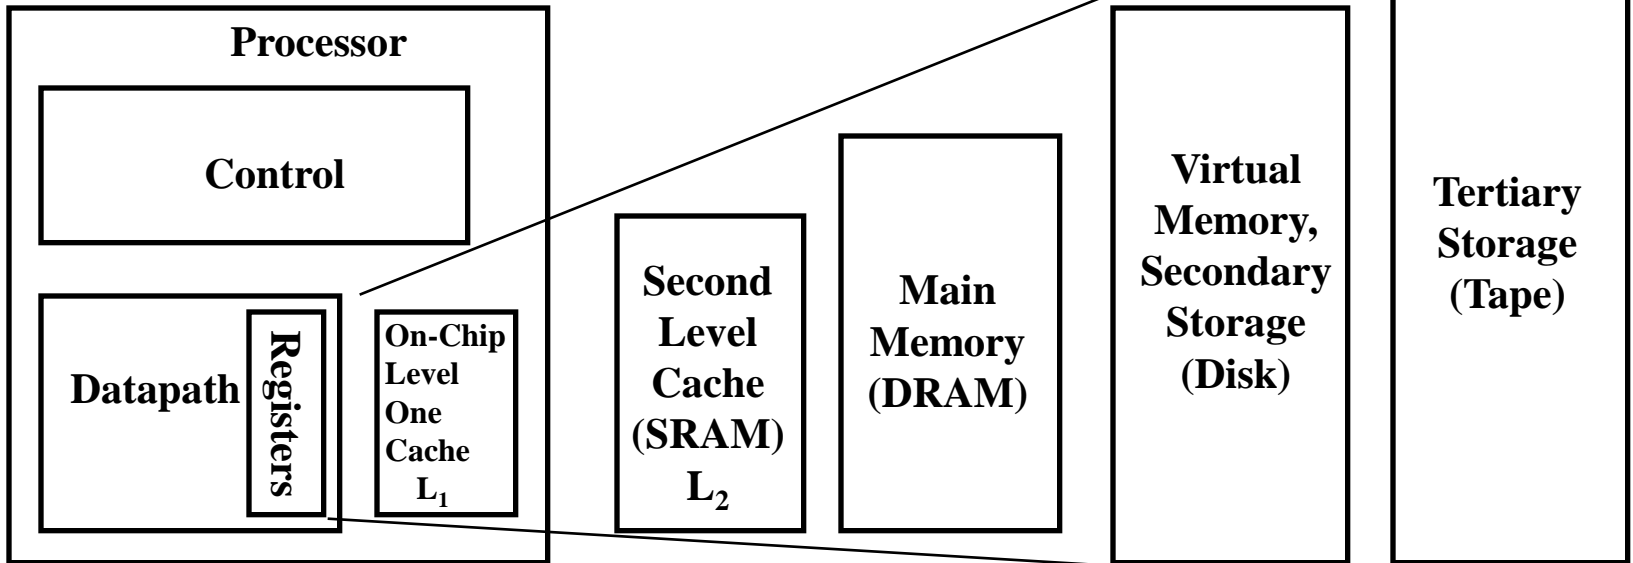 Processor
Control
Datapath
Registers
On-Chip
Level
One
Cache
L₁
Second
Level
Cache
(SRAM)
L₂
Main
Memory
(DRAM)
Virtual
Memory,
Secondary
Storage
(Disk)
Tertiary
Storage
(Tape)